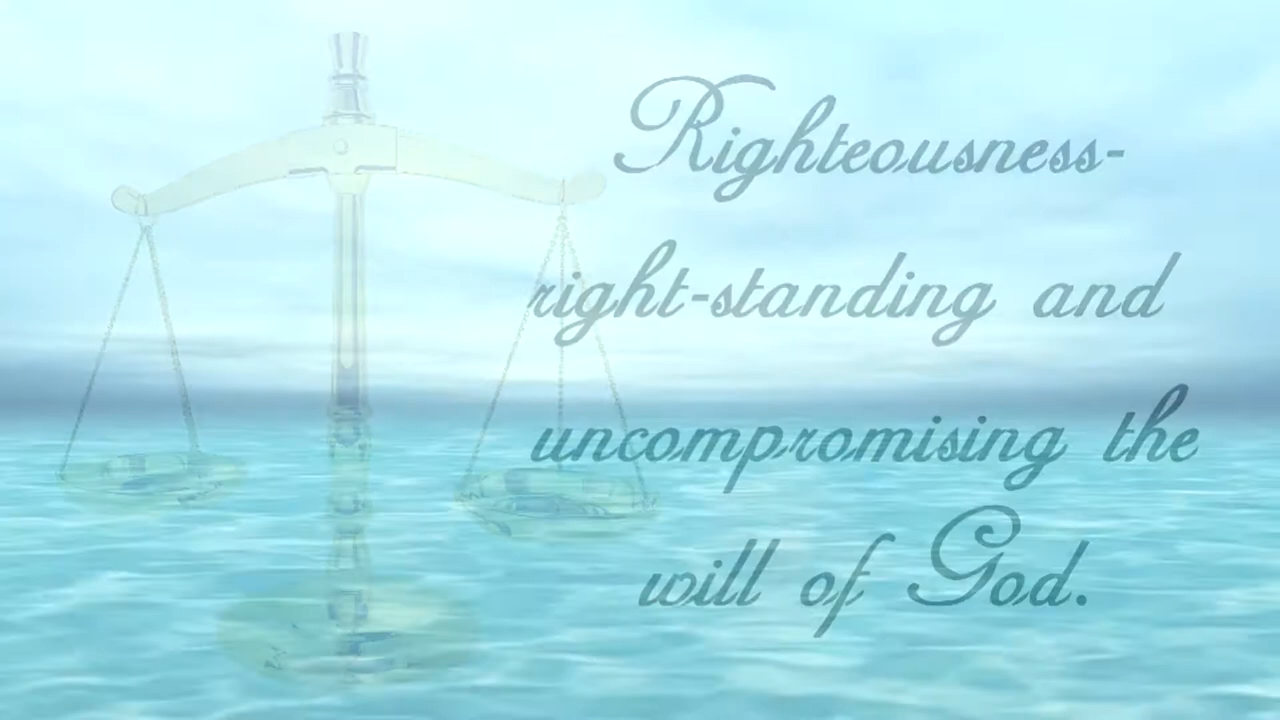 Righteousness-
right-standing and
uncompromising the
will of God.